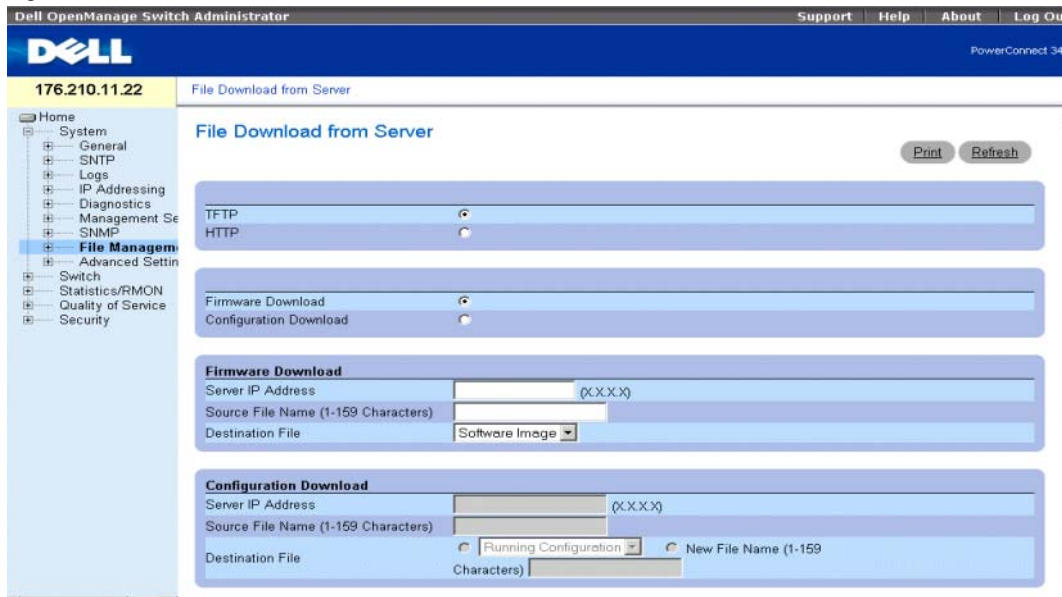 Dell OpenManage Switch Administrator
Support Help About Log Ou
DELL
PowerConnect 34
176.210.11.22
File Download from Server
Home
System
General
SNTP
Logs
IP Addressing
Diagnostics
Management Se
SNMP
File Managem
Advanced Settin
Switch
Statistics/RMON
Quality of Service
Security
File Download from Server
Print Refresh
TFTP
HTTP
Firmware Download
Configuration Download
Firmware Download
Server IP Address (X.X.X.X)
Source File Name (1-159 Characters)
Destination File Software Image
Configuration Download
Server IP Address (X.X.X.X)
Source File Name (1-159 Characters)
Destination File Running Configuration New File Name (1-159
Characters)